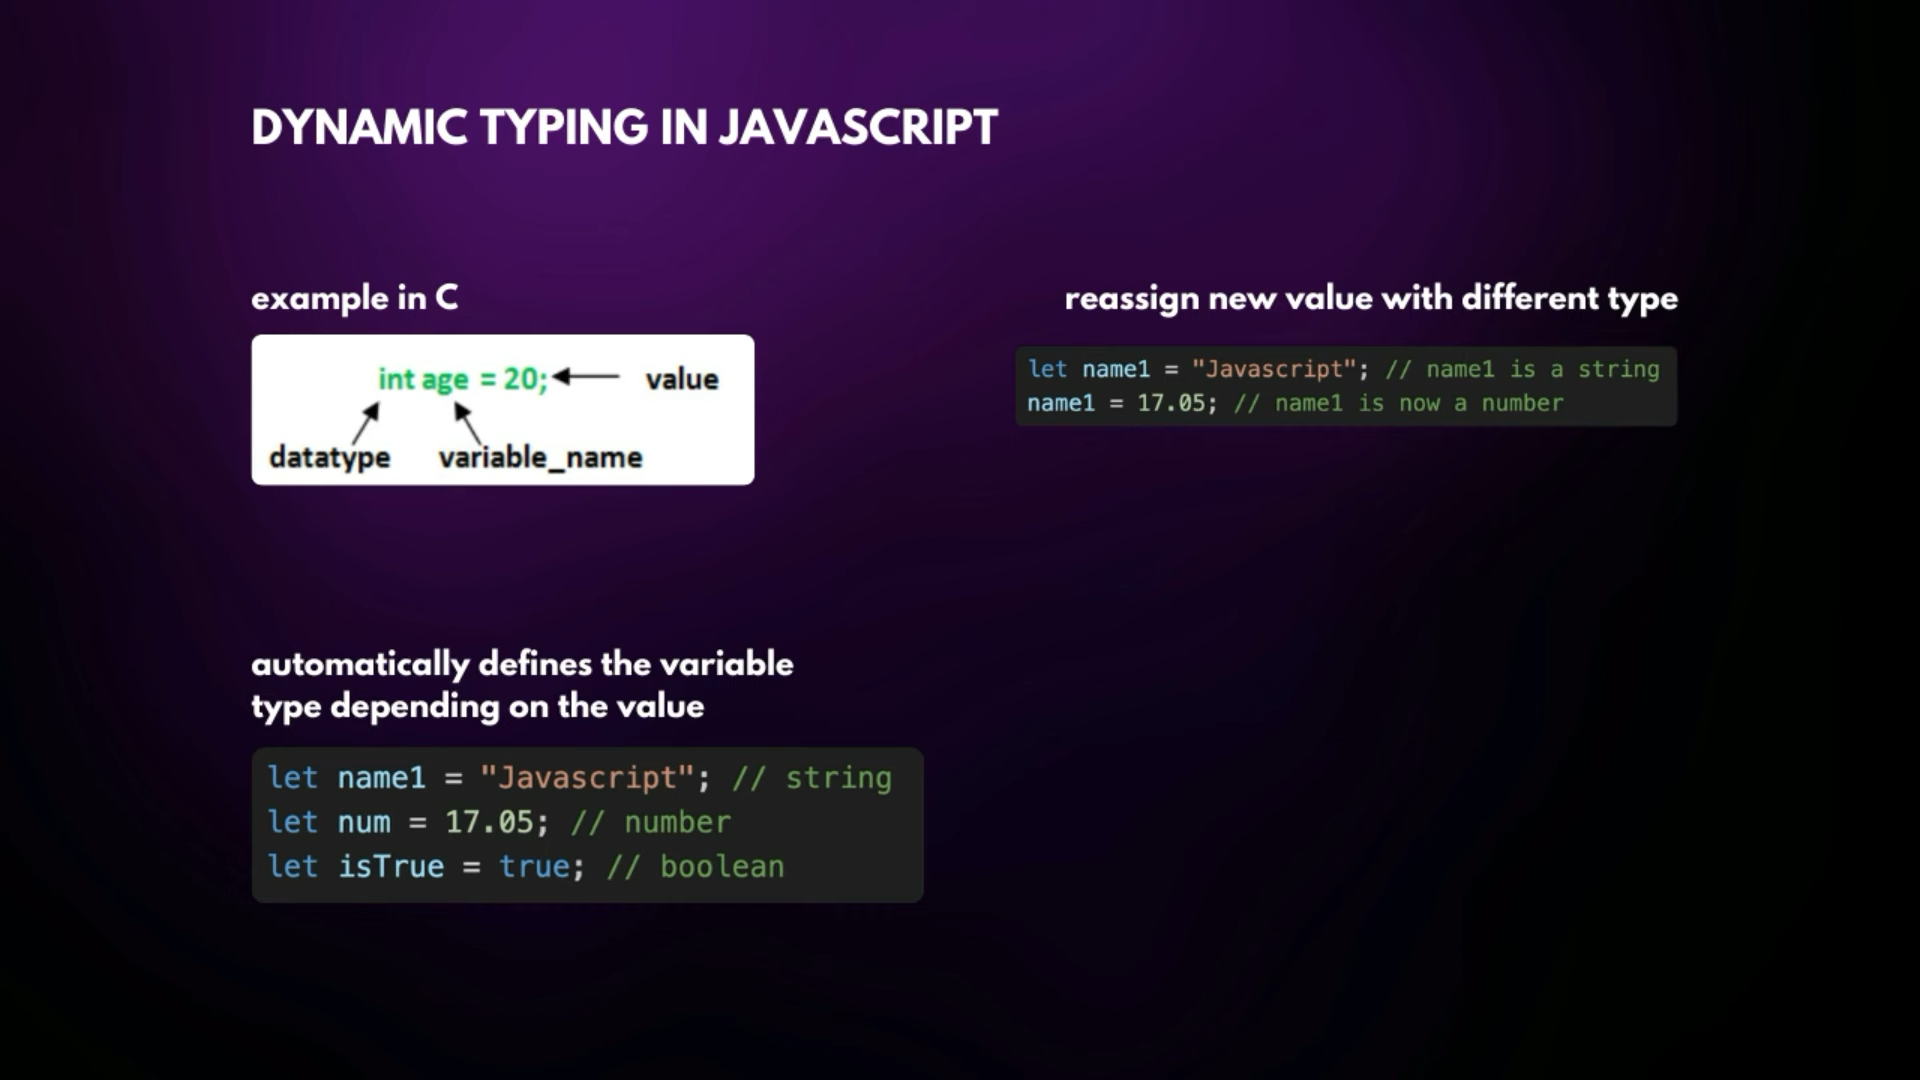 DYNAMIC TYPING IN JAVASCRIPT
example in C
int age = 20;
value
datatype
variable_name
automatically defines the variable
type depending on the value
let name1 = "Javascript"; // string
let num = 17.05; // number
let isTrue = true; // boolean
reassign new value with different type
let name1 = "Javascript"; // name1 is a string
name1 = 17.05; // name1 is now a number